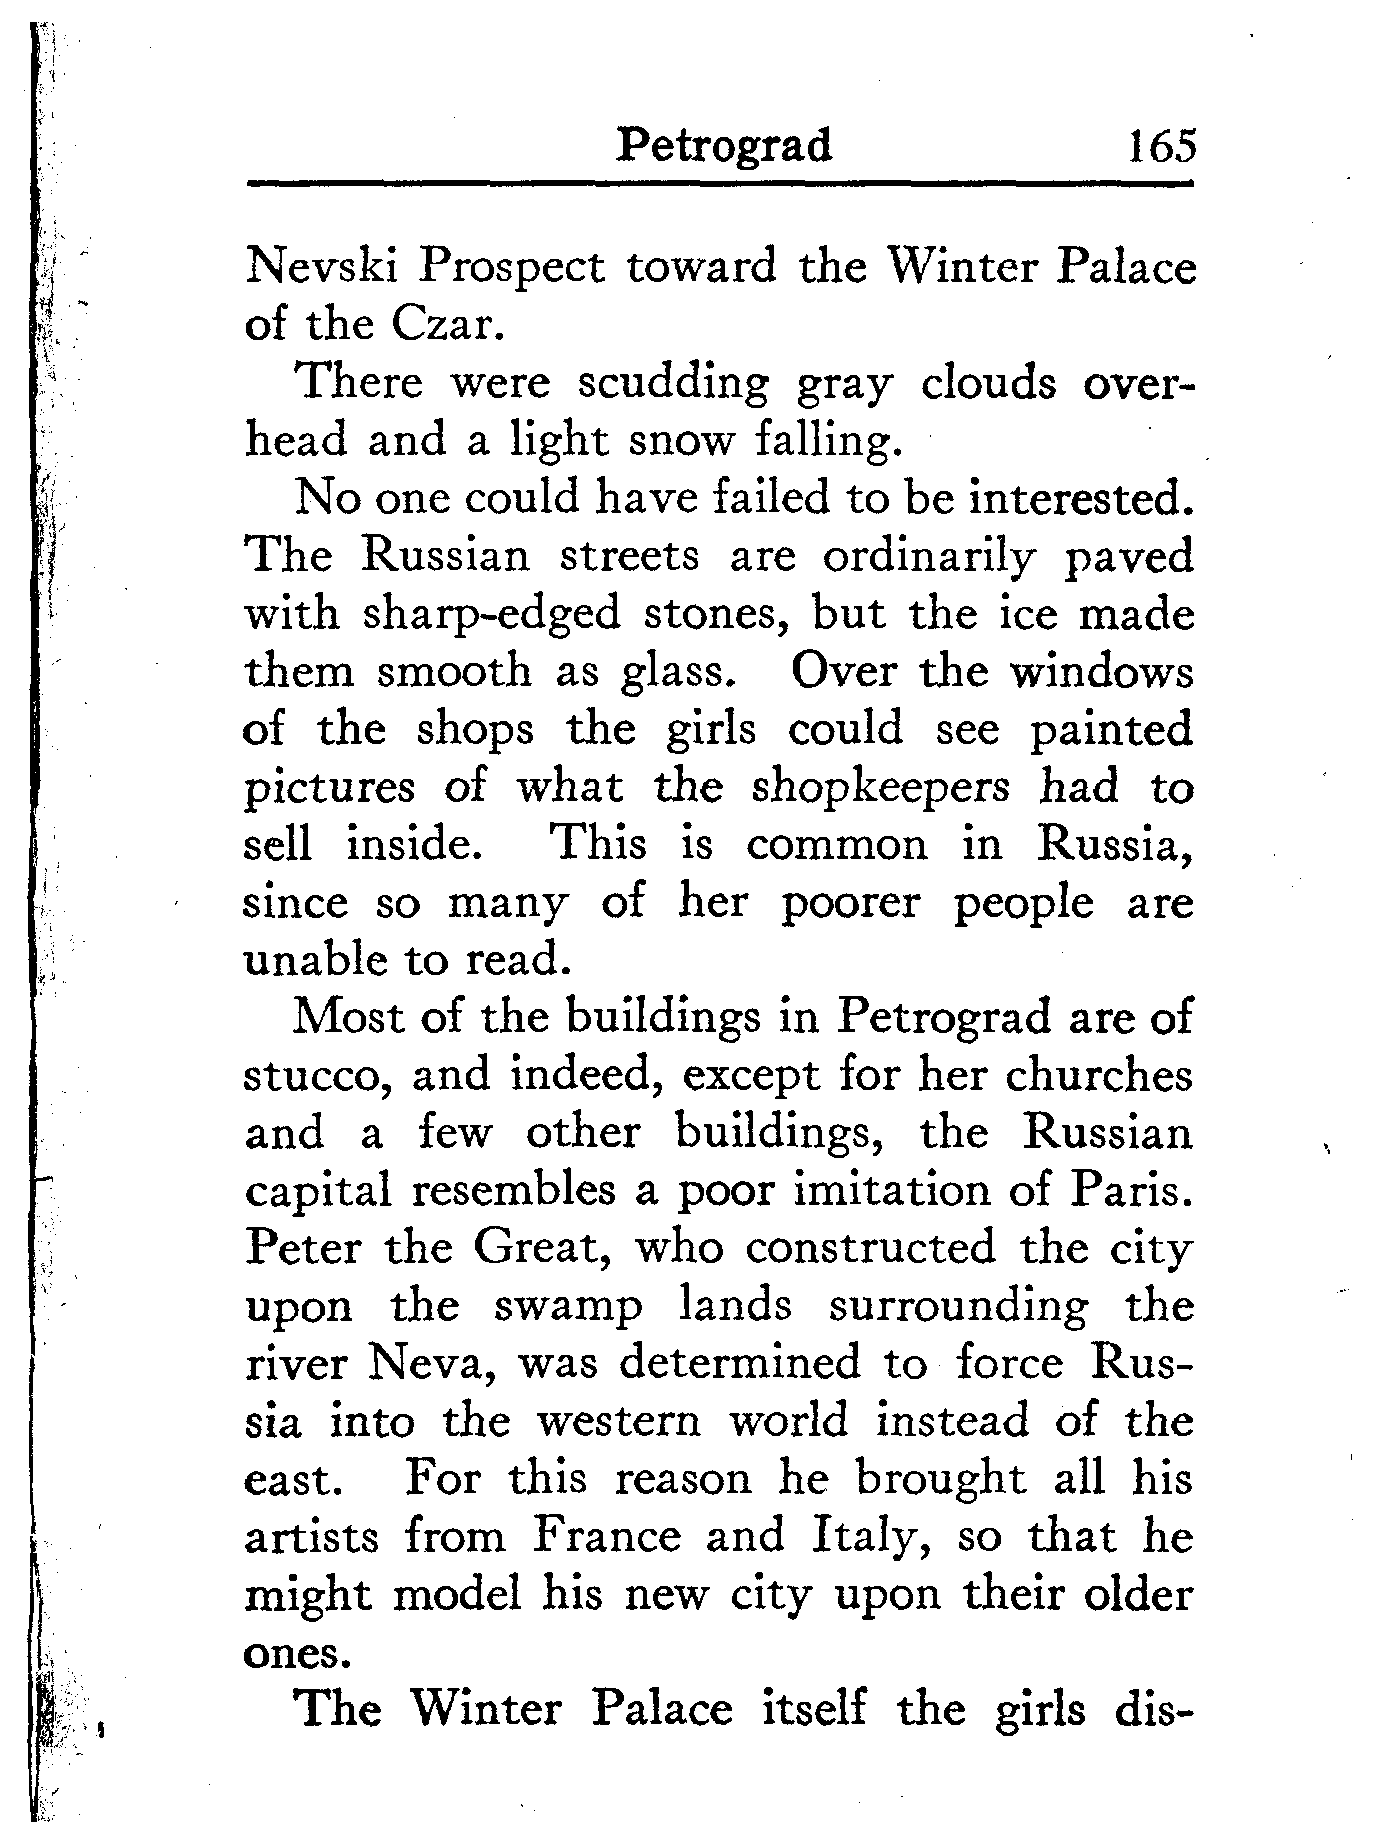 Petrograd 165
Nevski Prospect toward the Winter Palace
of the Czar.
There were scudding gray clouds over-
head and a light snow falling.
No one could have failed to be interested.
The Russian streets are ordinarily paved
with sharp-edged stones, but the ice made
them smooth as glass. Over the windows
of the shops the girls could see painted
pictures of what the shopkeepers had to
sell inside. This is common in Russia,
since so many of her poorer people are
unable to read.
Most of the buildings in Petrograd are of
stucco, and indeed, except for her churches
and a few other buildings, the Russian
capital resembles a poor imitation of Paris.
Peter the Great, who constructed the city
upon the swamp lands surrounding the
river Neva, was determined to force Rus-
sia into the western world instead of the
east. For this reason he brought all his
artists from France and Italy, so that he
might model his new city upon their older
ones.
The Winter Palace itself the girls dis-